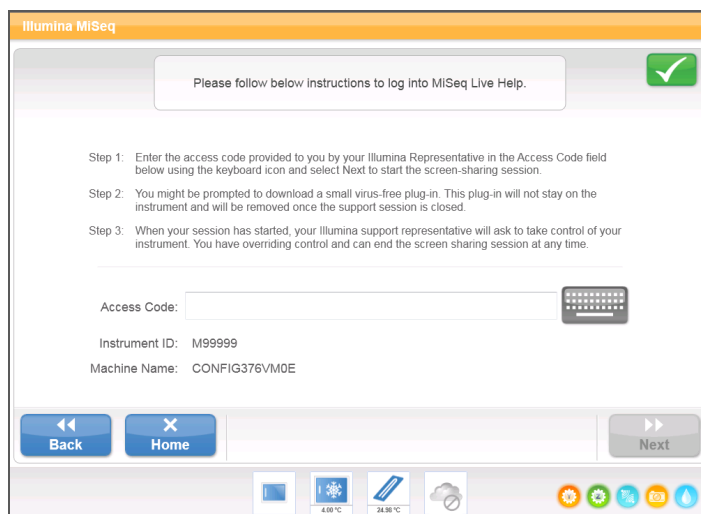 Illumina MiSeq
Please follow below instructions to log into MiSeq Live Help.
Step 1: Enter the access code provided to you by your Illumina Representative in the Access Code field
below using the keyboard icon and select Next to start the screen-sharing session.
Step 2: You might be prompted to download a small virus-free plug-in. This plug-in will not stay on the
instrument and will be removed once the support session is closed.
Step 3: When your session has started, your Illumina support representative will ask to take control of your
instrument. You have overriding control and can end the screen sharing session at any time.
Access Code:
Instrument ID: M99999
Machine Name: CONFIG376VM0E
Back Home Next
4.00 °C 24.98 °C